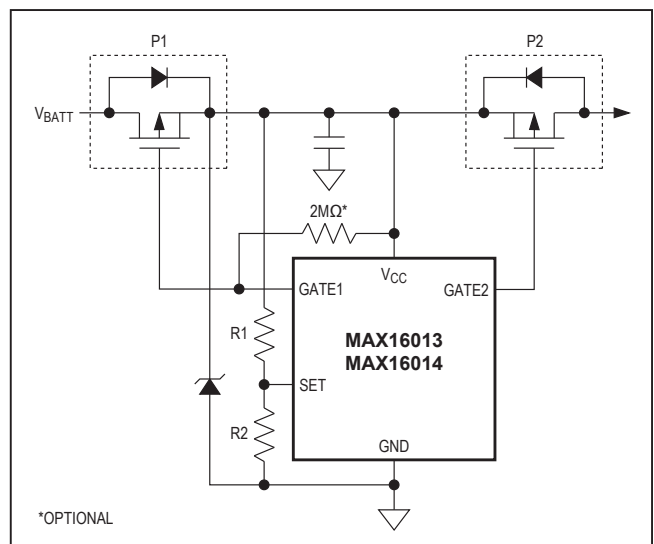 P1
P2
VBATT
2MΩ*
VCC
GATE1
GATE2
R1
MAX16013
MAX16014
SET
R2
GND
*OPTIONAL